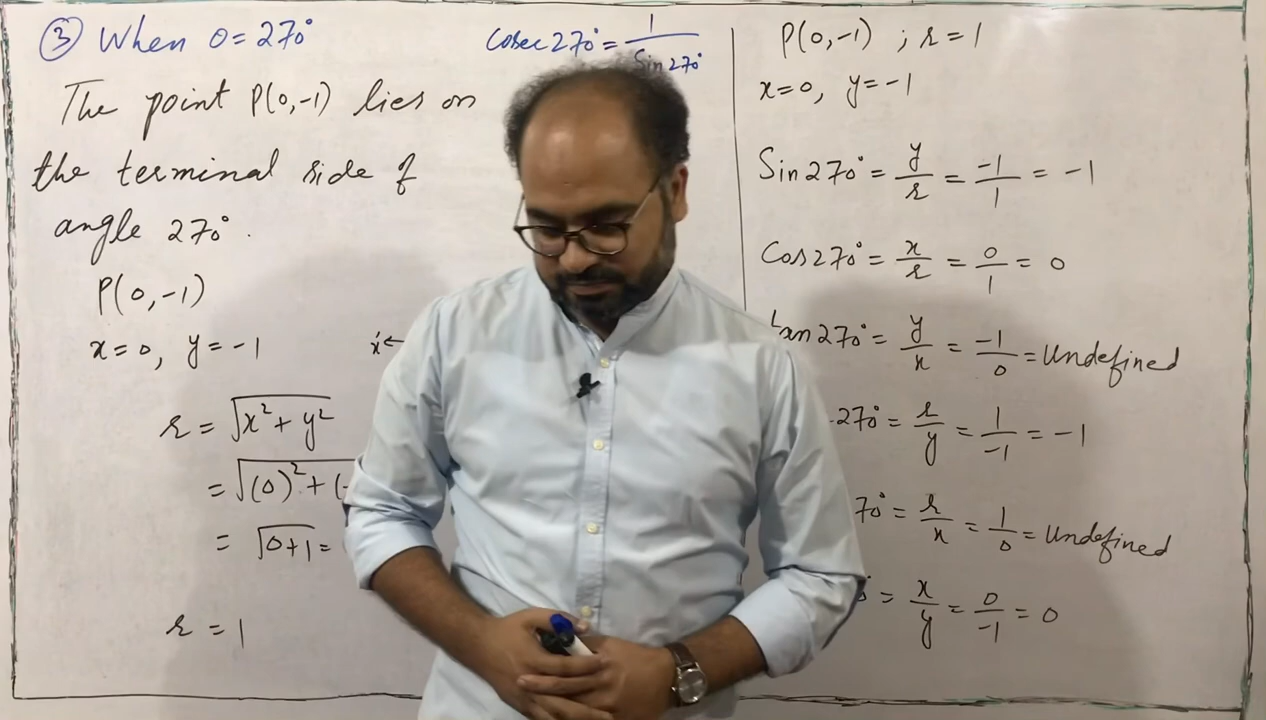 ③ When θ = 270°
Cosec 270° = 1/Sin 270°
The point P(0,-1) lies on
the terminal side of
angle 270°.
P(0,-1)
x=0, y=-1
x'←
r = √x²+y²
= √(0)²+(-
= √0+1 =
r = 1
P(0,-1) ; r=1
x=0, y=-1
Sin 270° = y/r = -1/1 = -1
Cos 270° = x/r = 0/1 = 0
tan 270° = y/x = -1/0 = Undefined
270° = r/y = 1/-1 = -1
70° = r/x = 1/0 = Undefined
° = x/y = 0/-1 = 0